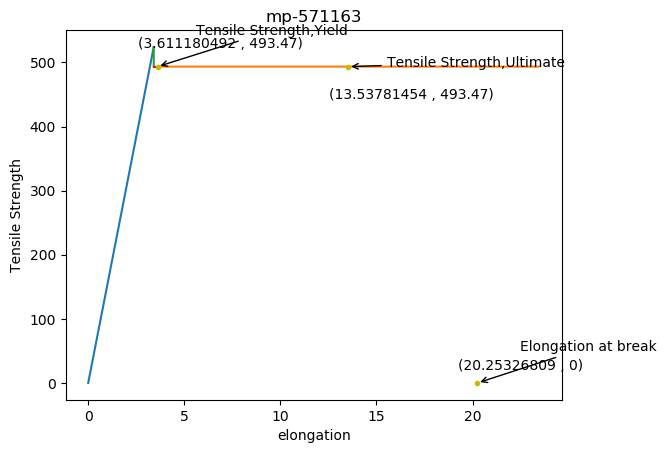 mp-571163
Tensile Strength,Yield
(3.611180492 , 493.47)
Tensile Strength,Ultimate
(13.53781454 , 493.47)
Elongation at break
(20.25326809 , 0)
Tensile Strength
500
400
300
200
100
0
0 5 10 15 20
elongation